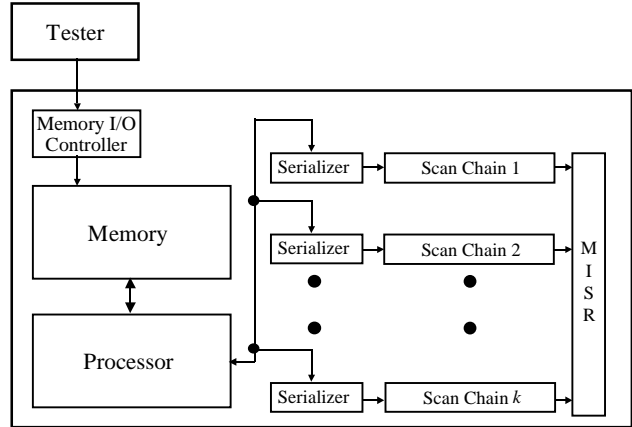 Tester
Memory I/O
Controller
Memory
Processor
Serializer
Scan Chain 1
Serializer
Scan Chain 2
Serializer
Scan Chain k
M
I
S
R